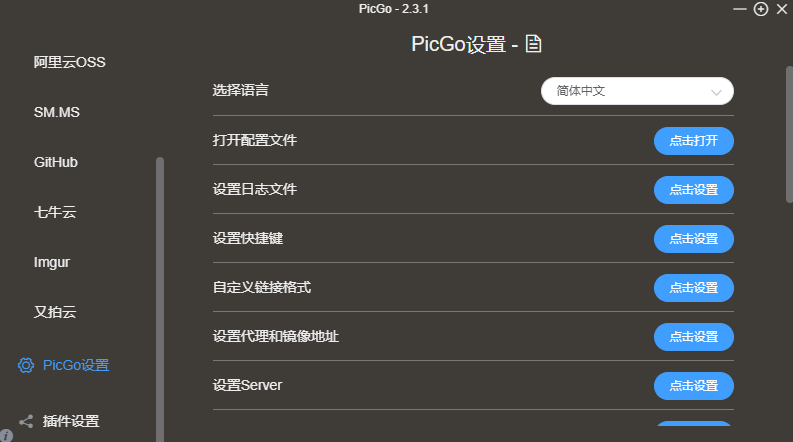 PicGo - 2.3.1
阿里云OSS
SM.MS
GitHub
七牛云
Imgur
又拍云
PicGo设置
插件设置
PicGo设置 -
选择语言 简体中文
打开配置文件 点击打开
设置日志文件 点击设置
设置快捷键 点击设置
自定义链接格式 点击设置
设置代理和镜像地址 点击设置
设置Server 点击设置